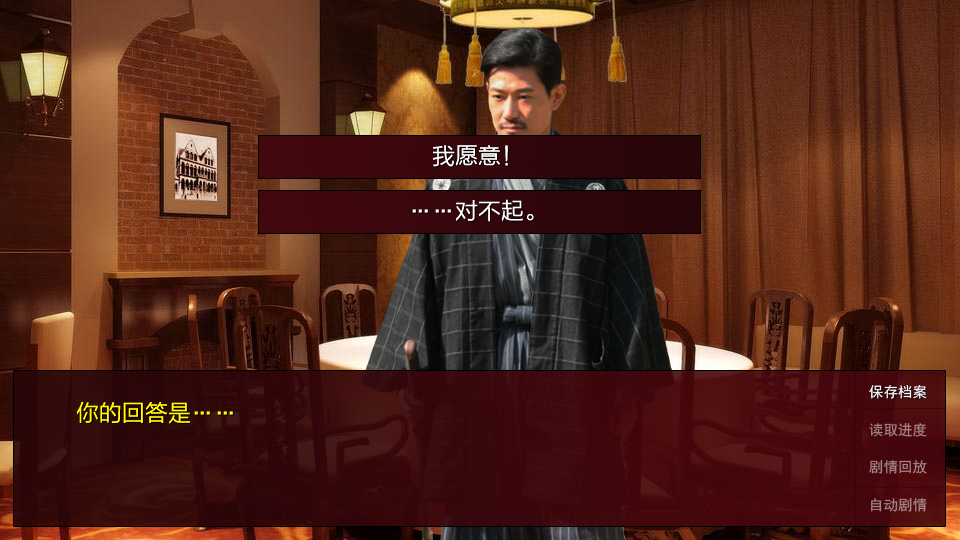 我愿意！
……对不起。
你的回答是……
保存档案
读取进度
剧情回放
自动剧情